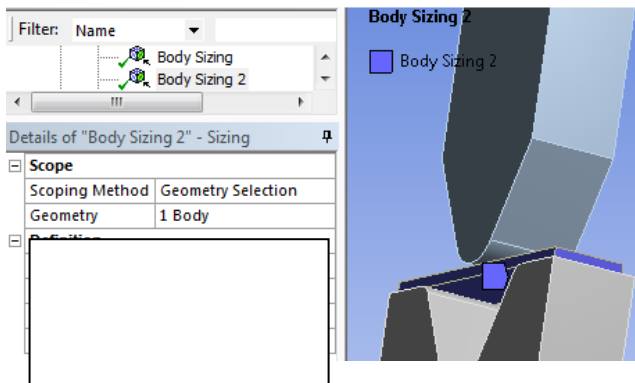 Filter: Name
Body Sizing
Body Sizing 2
Details of "Body Sizing 2" - Sizing
Scope
Scoping Method Geometry Selection
Geometry 1 Body
Body Sizing 2
Body Sizing 2